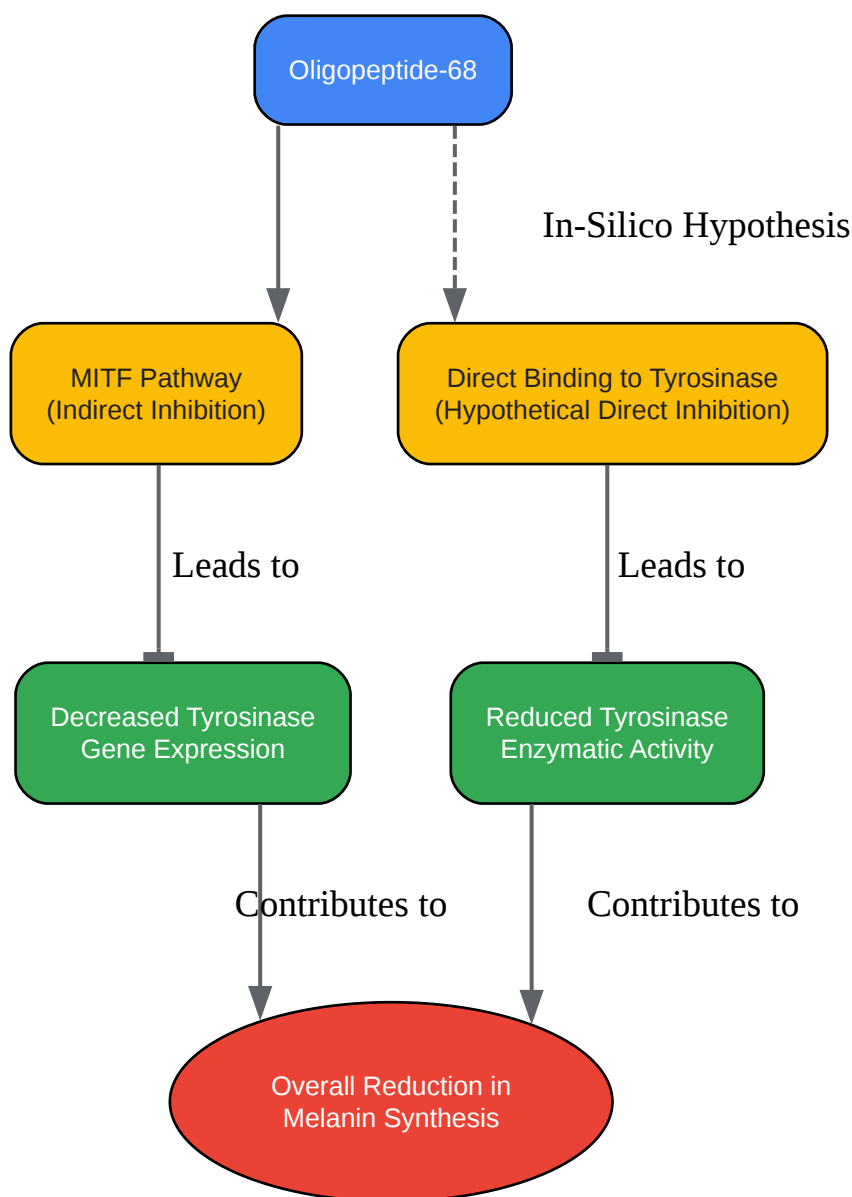 Oligopeptide-68
In-Silico Hypothesis
MITF Pathway
(Indirect Inhibition)
Direct Binding to Tyrosinase
(Hypothetical Direct Inhibition)
Leads to
Leads to
Decreased Tyrosinase
Gene Expression
Reduced Tyrosinase
Enzymatic Activity
Contributes to
Contributes to
Overall Reduction in
Melanin Synthesis